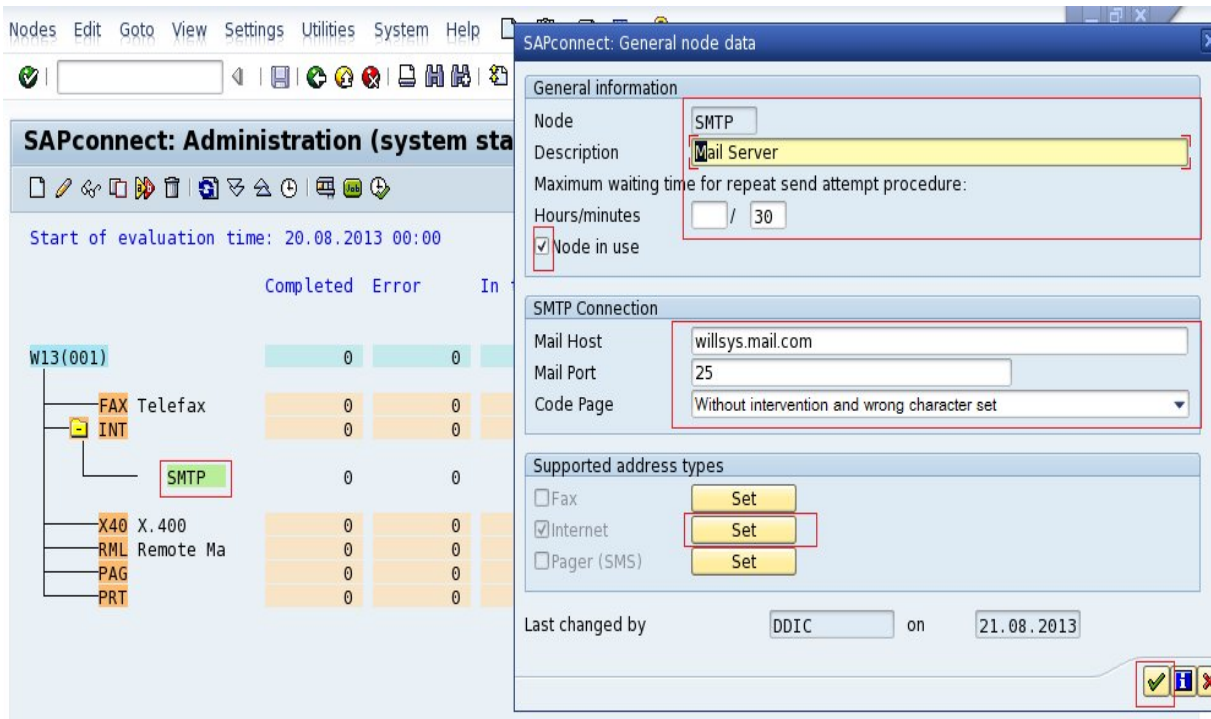 Nodes Edit Goto View Settings Utilities System Help
SAPconnect: Administration (system sta
Start of evaluation time: 20.08.2013 00:00
Completed Error In
W13(001) 0 0
FAX Telefax 0 0
INT 0 0
SMTP 0 0
X40 X.400 0 0
RML Remote Ma 0 0
PAG 0 0
PRT 0 0
SAPconnect: General node data
General information
Node SMTP
Description Mail Server
Maximum waiting time for repeat send attempt procedure:
Hours/minutes / 30
Node in use
SMTP Connection
Mail Host willsys.mail.com
Mail Port 25
Code Page Without intervention and wrong character set
Supported address types
Fax Set
Internet Set
Pager (SMS) Set
Last changed by DDIC on 21.08.2013